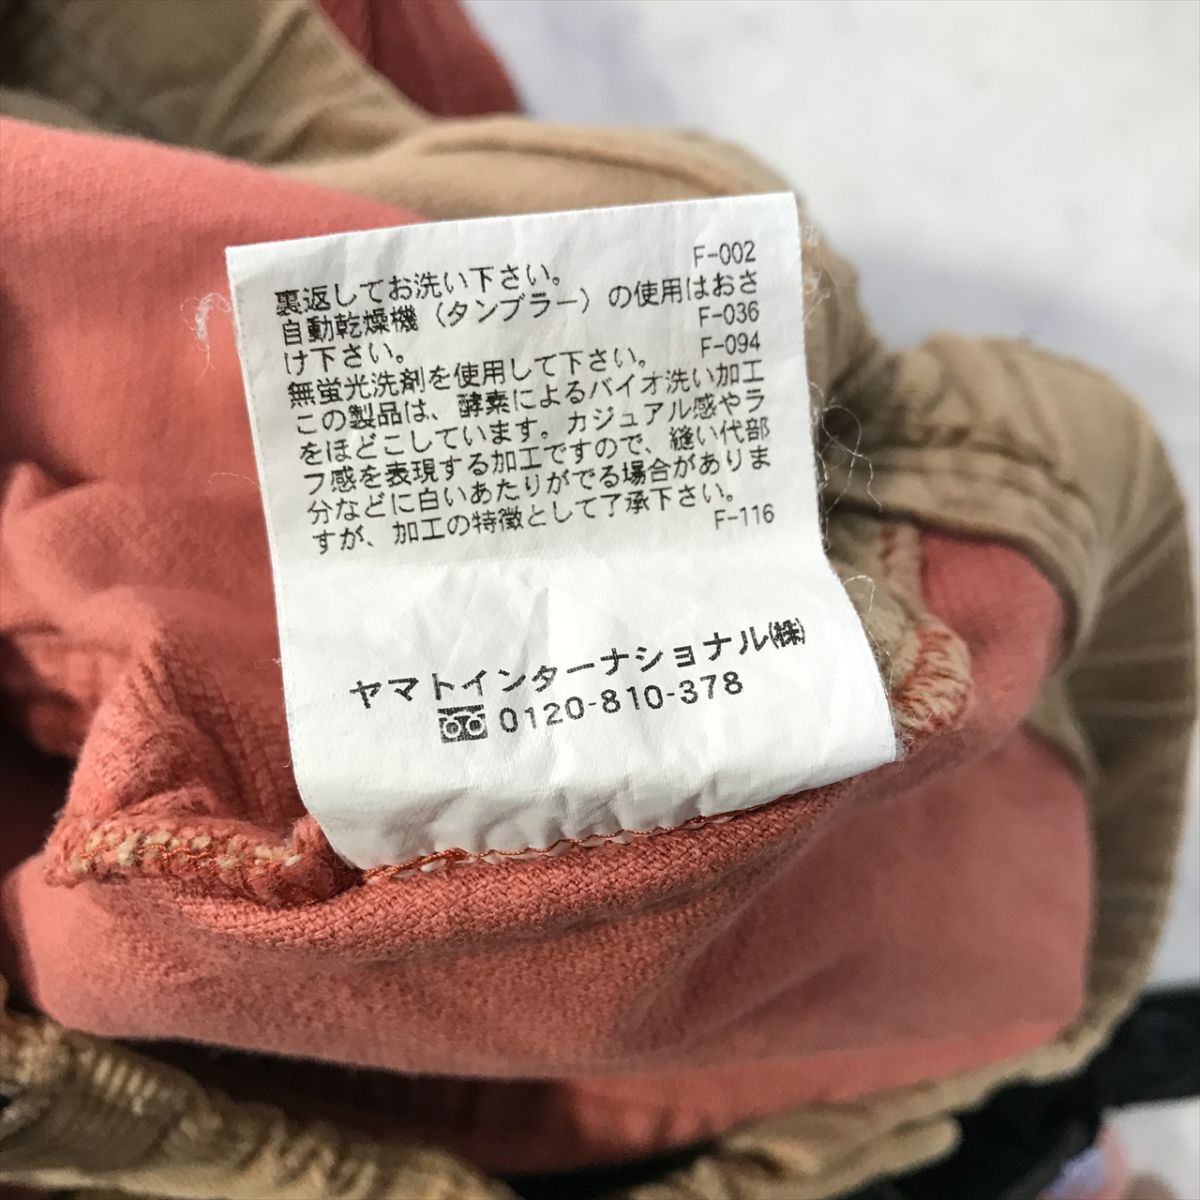 裏返してお洗い下さい。 F-002
自動乾燥機（タンブラー）の使用はおさ
け下さい。 F-036
無蛍光洗剤を使用して下さい。 F-094
この製品は、酵素によるバイオ洗い加工
をほどこしています。カジュアル感やラ
フ感を表現する加工ですので、縫い代部
分などに白いあたりがでる場合がありま
すが、加工の特徴として了承下さい。
F-116
ヤマトインターナショナル㈱
0120-810-378